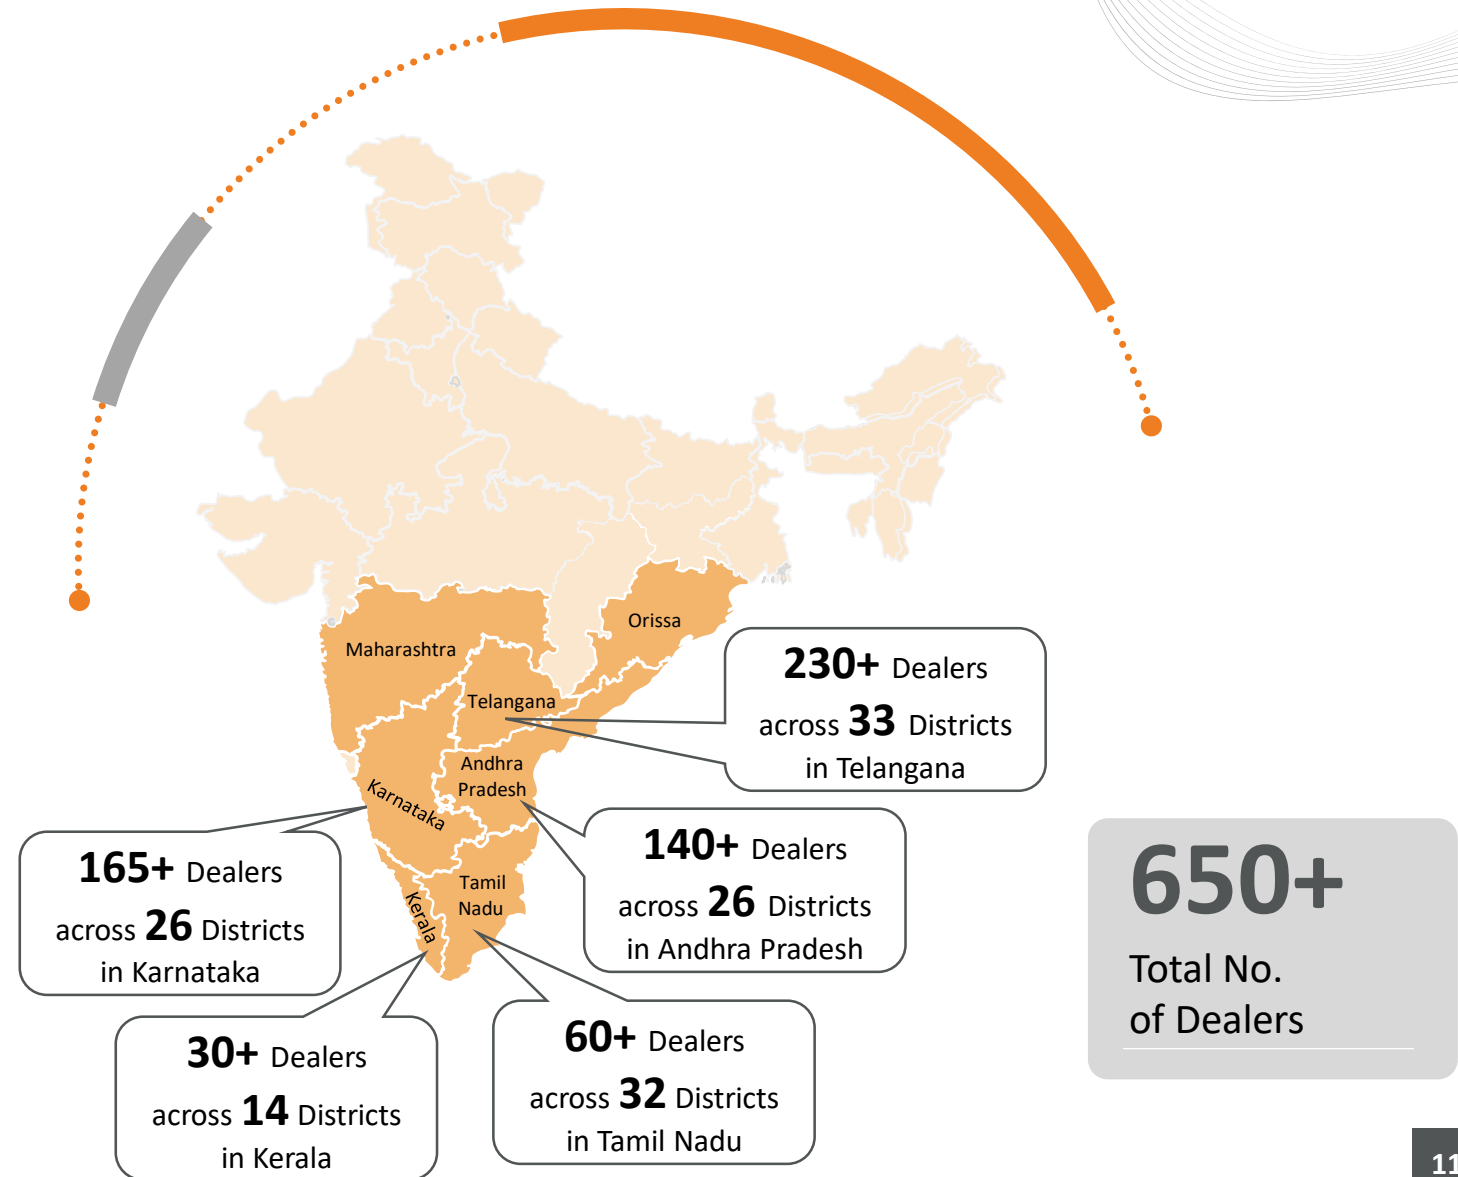 Orissa
Maharashtra
Telangana
Andhra
Pradesh
Karnataka
Tamil
Nadu
Kerala
230+ Dealers
across 33 Districts
in Telangana
140+ Dealers
across 26 Districts
in Andhra Pradesh
165+ Dealers
across 26 Districts
in Karnataka
30+ Dealers
across 14 Districts
in Kerala
60+ Dealers
across 32 Districts
in Tamil Nadu
650+
Total No.
of Dealers
11